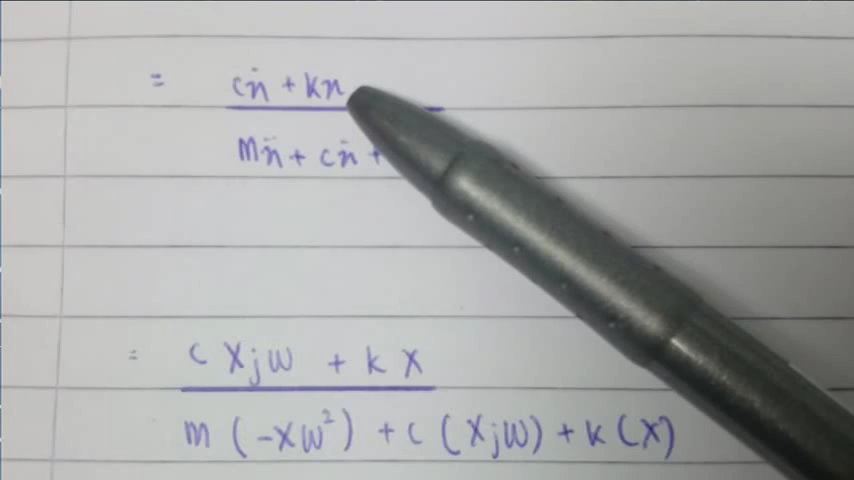 = cẋ + kx
mẍ + cẋ +
= c Xjω + k X
m (-Xω²) + c (Xjω) + k (X)